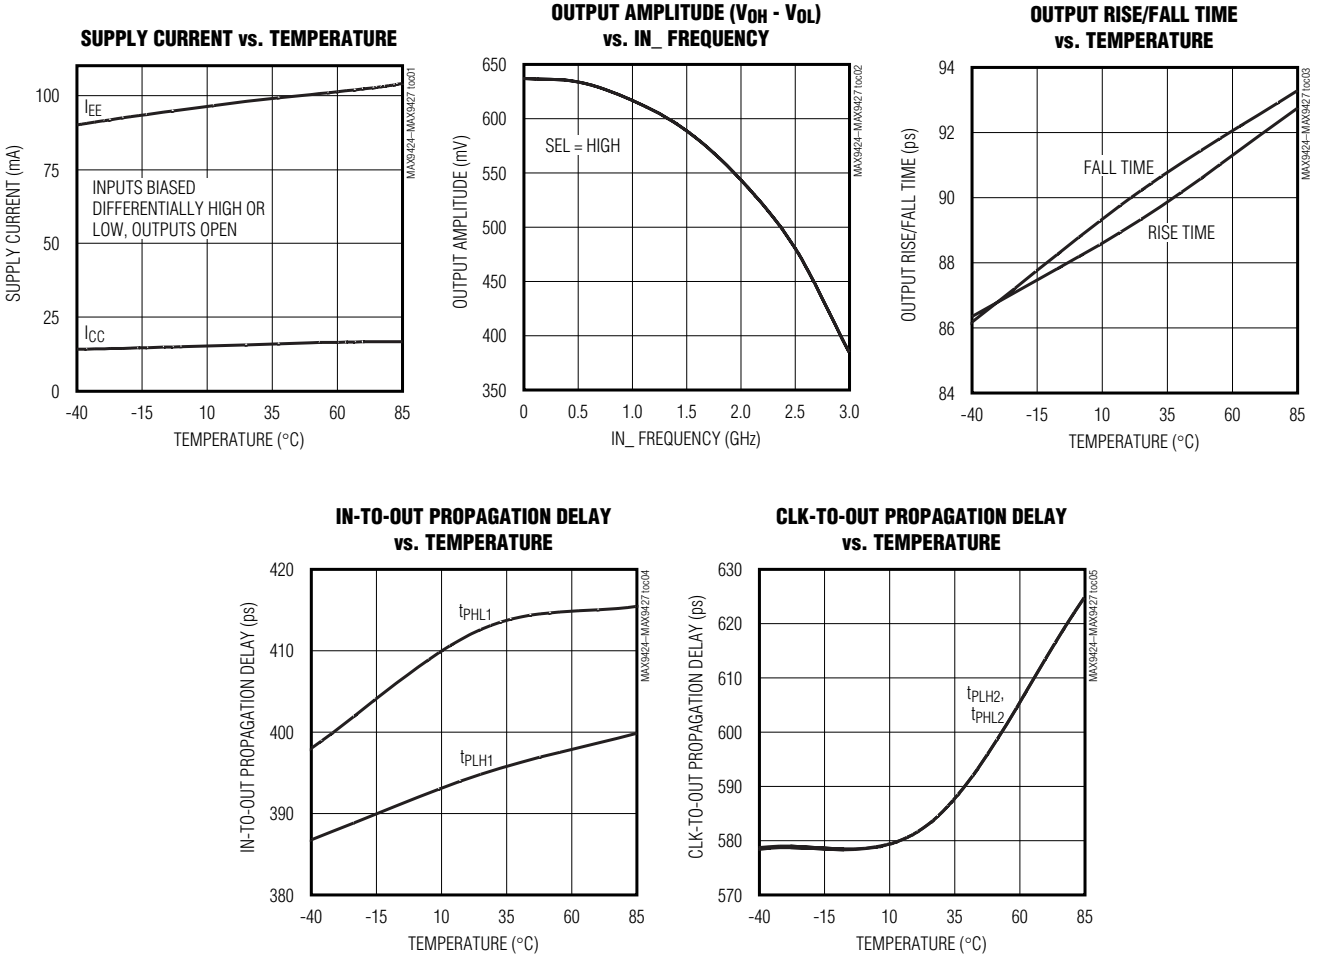 SUPPLY CURRENT vs. TEMPERATURE
SUPPLY CURRENT (mA)
100
75
50
25
0
IEE
INPUTS BIASED
DIFFERENTIALLY HIGH OR
LOW, OUTPUTS OPEN
ICC
-40 -15 10 35 60 85
TEMPERATURE (°C)
MAX9424–MAX9427 toc01
OUTPUT AMPLITUDE (VOH - VOL)
vs. IN_ FREQUENCY
OUTPUT AMPLITUDE (mV)
650
600
550
500
450
400
350
SEL = HIGH
0 0.5 1.0 1.5 2.0 2.5 3.0
IN_ FREQUENCY (GHz)
MAX9424–MAX9427 toc02
OUTPUT RISE/FALL TIME
vs. TEMPERATURE
OUTPUT RISE/FALL TIME (ps)
94
92
90
88
86
84
FALL TIME
RISE TIME
-40 -15 10 35 60 85
TEMPERATURE (°C)
MAX9424–MAX9427 toc03
IN-TO-OUT PROPAGATION DELAY
vs. TEMPERATURE
IN-TO-OUT PROPAGATION DELAY (ps)
420
410
400
390
380
tPHL1
tPLH1
-40 -15 10 35 60 85
TEMPERATURE (°C)
MAX9424–MAX9427 toc04
CLK-TO-OUT PROPAGATION DELAY
vs. TEMPERATURE
CLK-TO-OUT PROPAGATION DELAY (ps)
630
620
610
600
590
580
570
tPLH2,
tPHL2
-40 -15 10 35 60 85
TEMPERATURE (°C)
MAX9424–MAX9427 toc05